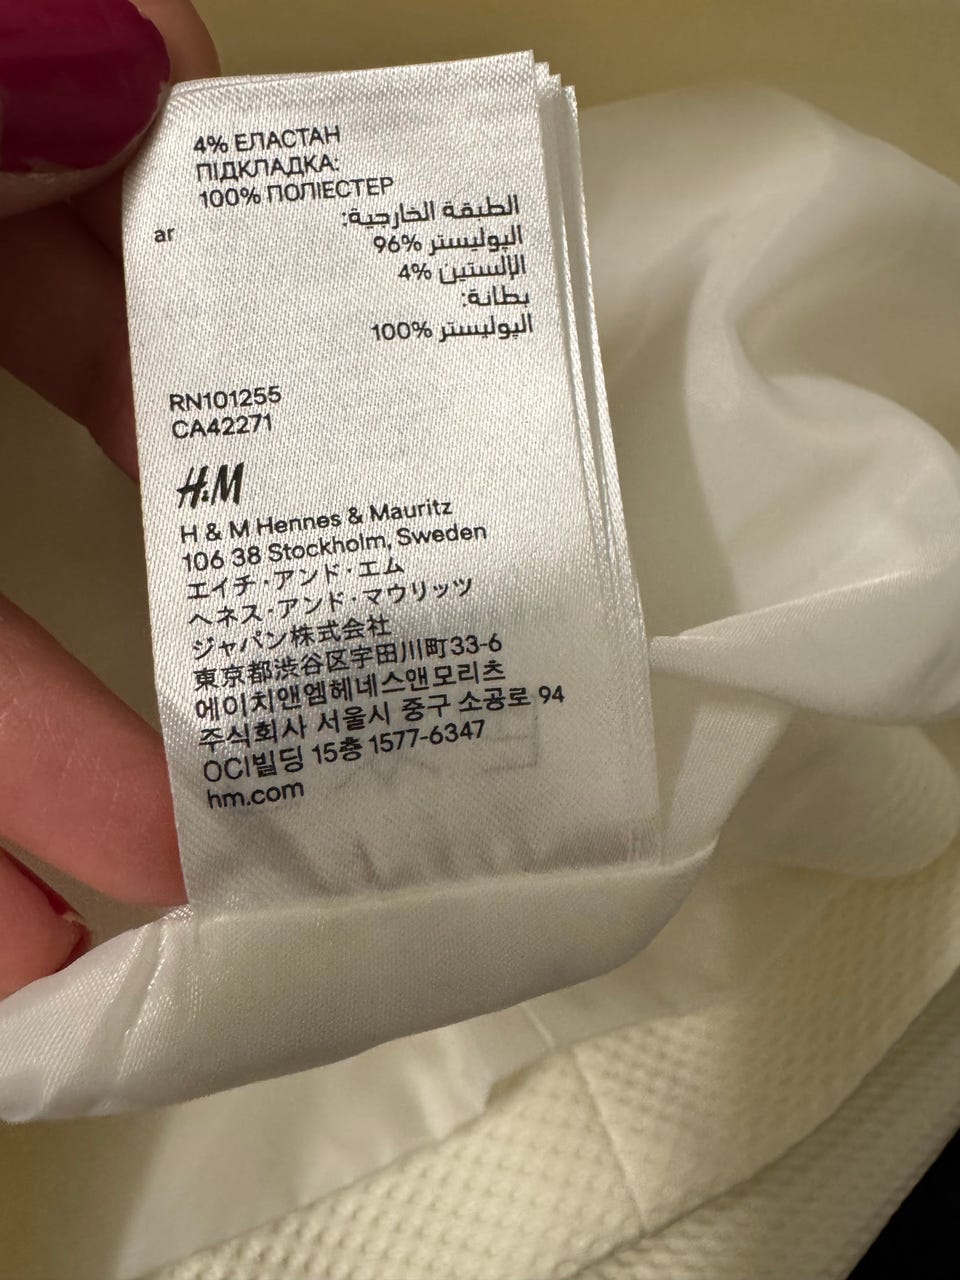 4% ЕЛАСТАН
ПІДКЛАДКА:
100% ПОЛІЕСТЕР
ar
الطبقة الخارجية:
البوليستر 96%
الإلستين 4%
بطانة:
البوليستر 100%
RN101255
CA42271
H&M
H & M Hennes & Mauritz
106 38 Stockholm, Sweden
エイチ・アンド・エム
ヘネス・アンド・マウリッツ
ジャパン株式会社
東京都渋谷区宇田川町33-6
에이치앤엠헤네스앤모리츠
주식회사 서울시 중구 소공로 94
OCI빌딩 15층 1577-6347
hm.com